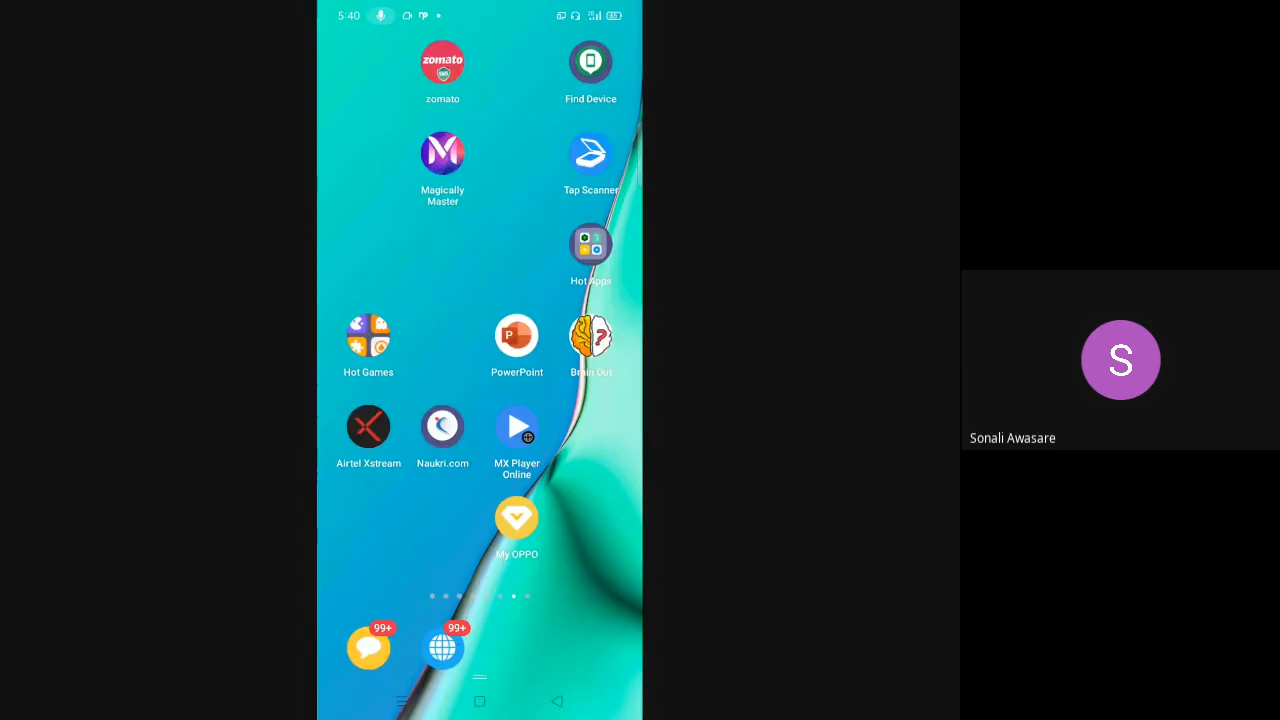 5:40
zomato
zomato
Find Device
Magically
Master
Tap Scanner
Hot Apps
Hot Games
P
PowerPoint
Brain Out
Airtel Xstream
Naukri.com
MX Player
Online
My OPPO
99+
99+
S
Sonali Awasare